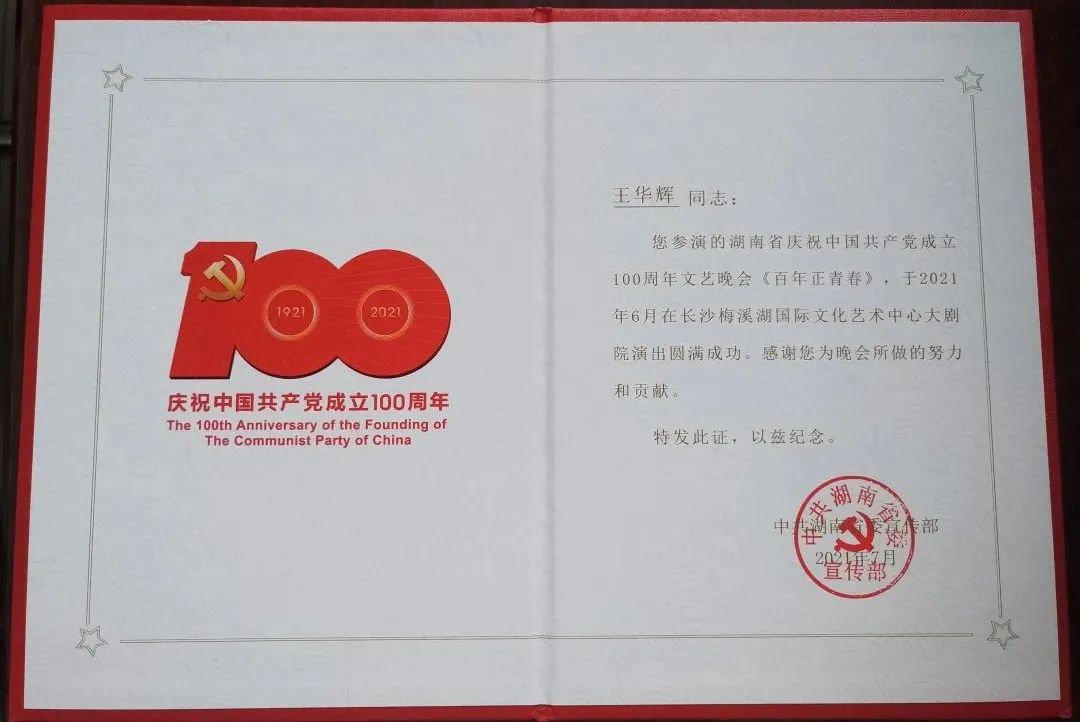 100
1921
2021
庆祝中国共产党成立100周年
The 100th Anniversary of the Founding of
The Communist Party of China
王华辉 同志：
您参演的湖南省庆祝中国共产党成立
100周年文艺晚会《百年正青春》，于2021
年6月在长沙梅溪湖国际文化艺术中心大剧
院演出圆满成功。感谢您为晚会所做的努力
和贡献。
特发此证，以兹纪念。
中共湖南省委宣传部
2021年7月
中共湖南省委
宣传部